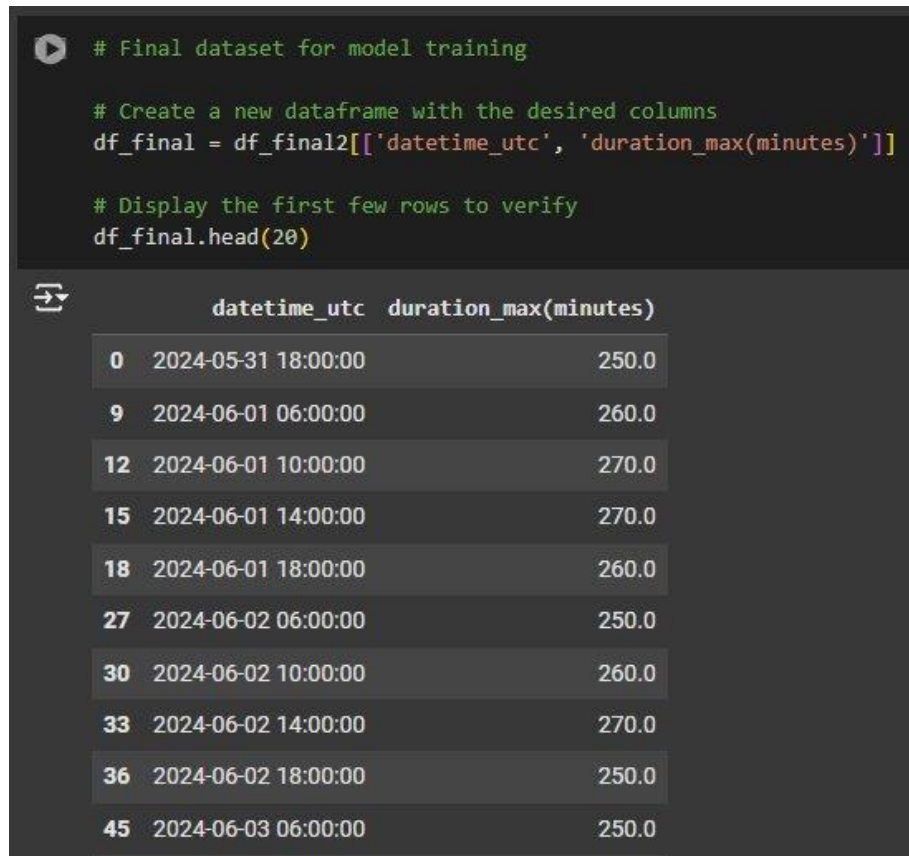 # Final dataset for model training
# Create a new dataframe with the desired columns
df_final = df_final2[['datetime_utc', 'duration_max(minutes)']]
# Display the first few rows to verify
df_final.head(20)
datetime_utc duration_max(minutes)
0 2024-05-31 18:00:00 250.0
9 2024-06-01 06:00:00 260.0
12 2024-06-01 10:00:00 270.0
15 2024-06-01 14:00:00 270.0
18 2024-06-01 18:00:00 260.0
27 2024-06-02 06:00:00 250.0
30 2024-06-02 10:00:00 260.0
33 2024-06-02 14:00:00 270.0
36 2024-06-02 18:00:00 250.0
45 2024-06-03 06:00:00 250.0